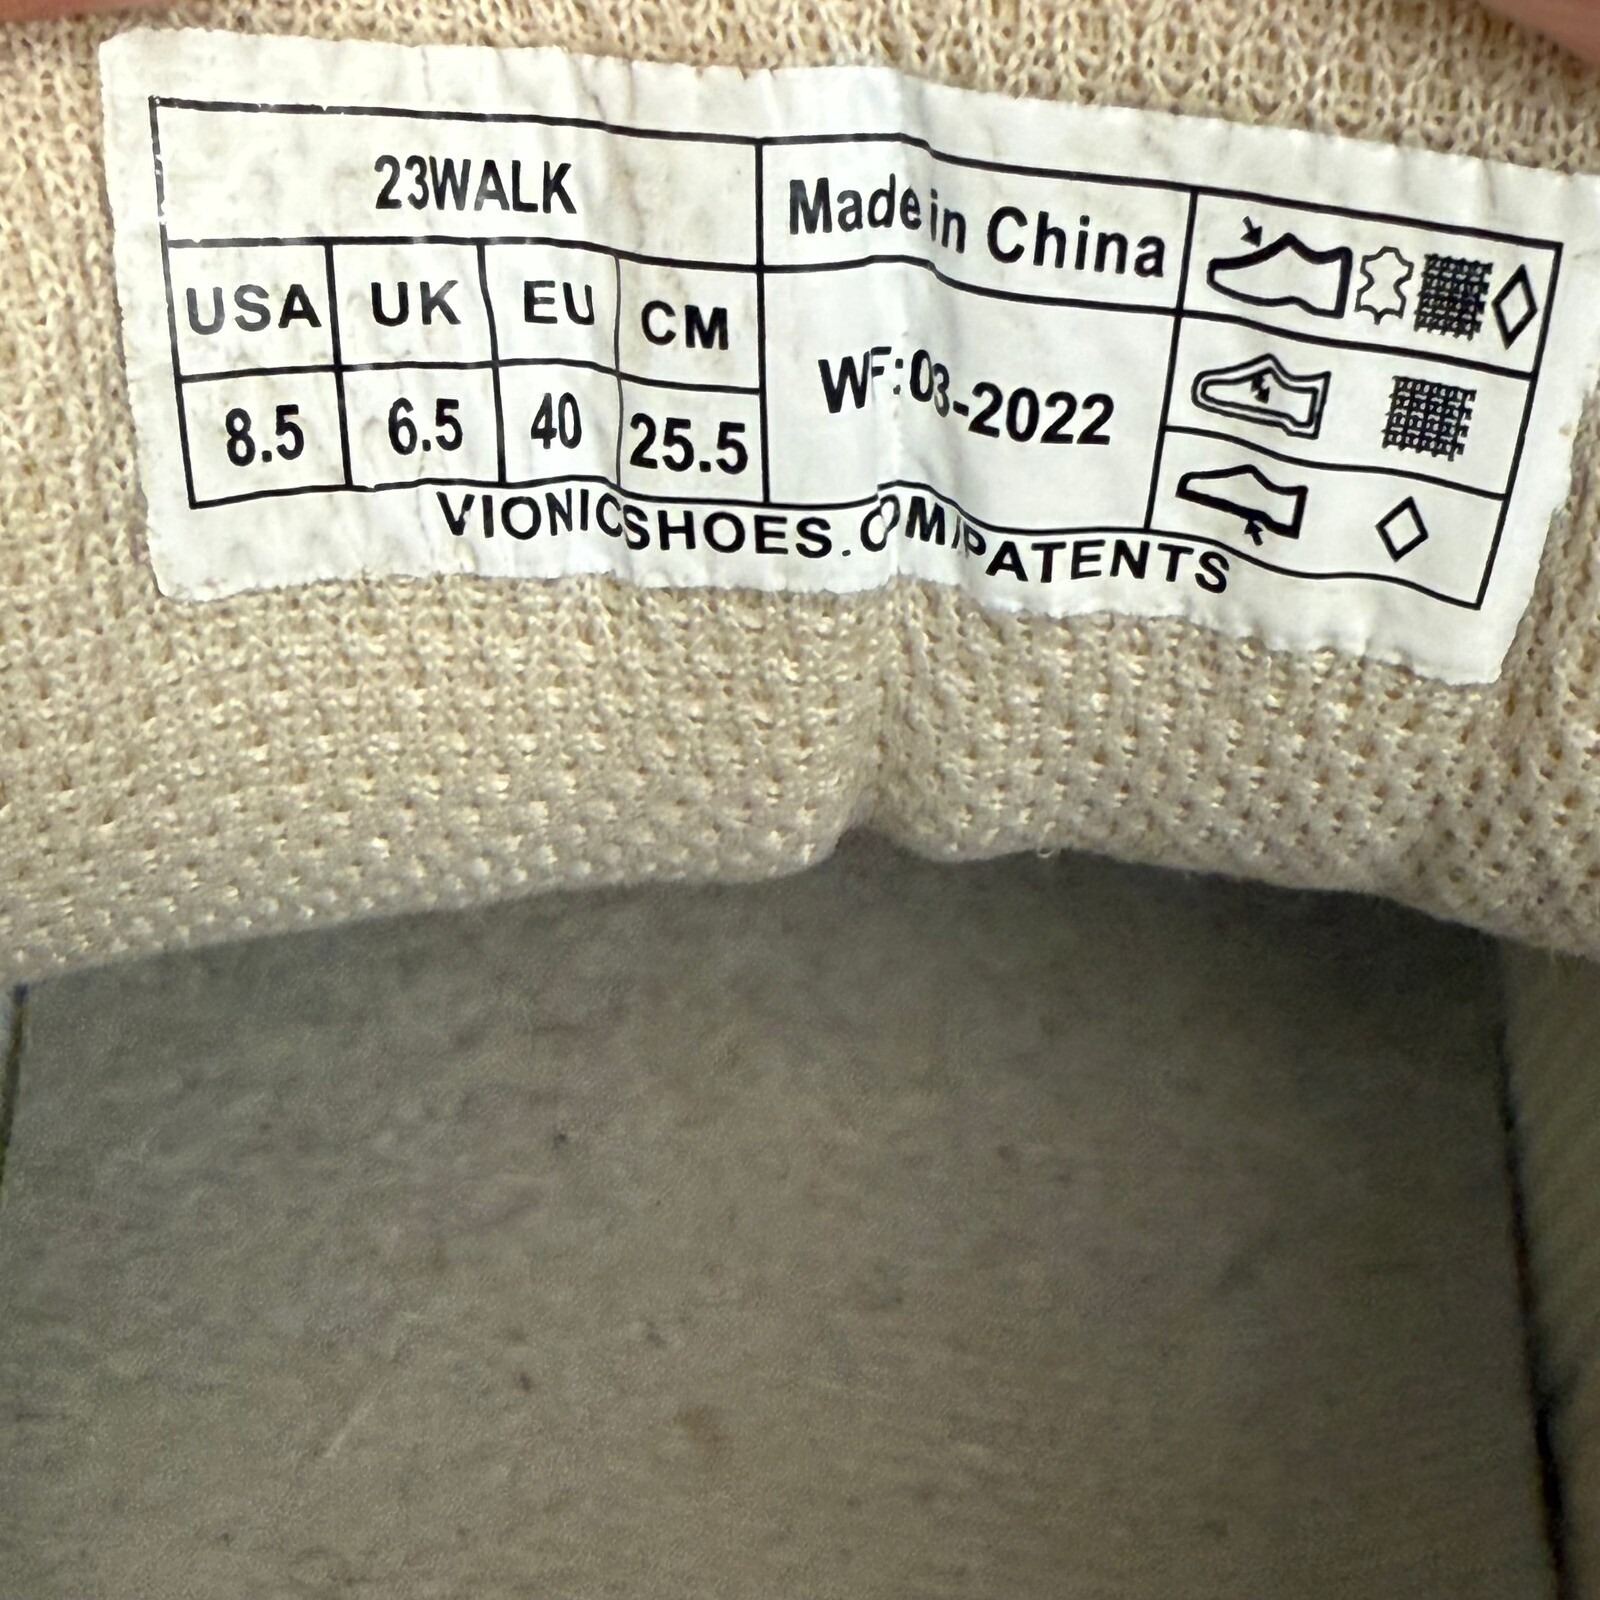 23WALK
Made in China
USA UK EU CM
8.5 6.5 40 25.5
WF:03-2022
VIONICSHOES.COM/PATENTS